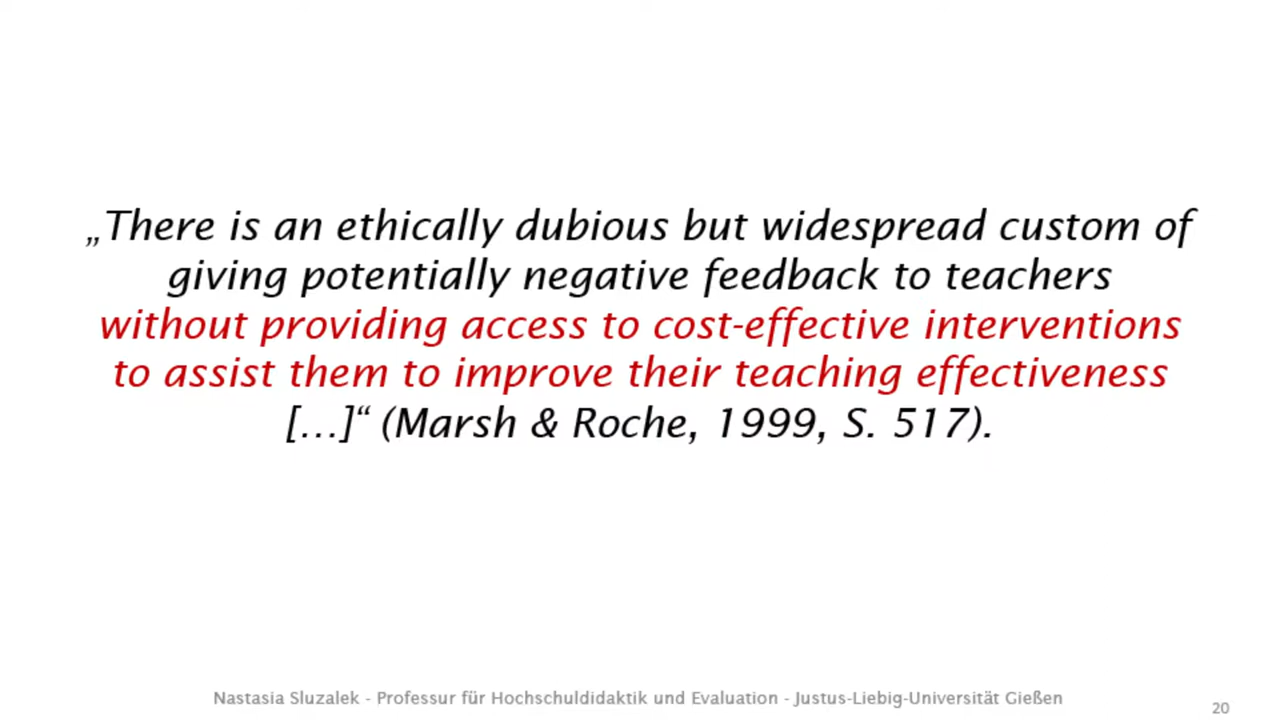 „There is an ethically dubious but widespread custom of
giving potentially negative feedback to teachers
without providing access to cost-effective interventions
to assist them to improve their teaching effectiveness
[…]“ (Marsh & Roche, 1999, S. 517).
Nastasia Sluzalek - Professur für Hochschuldidaktik und Evaluation - Justus-Liebig-Universität Gießen
20